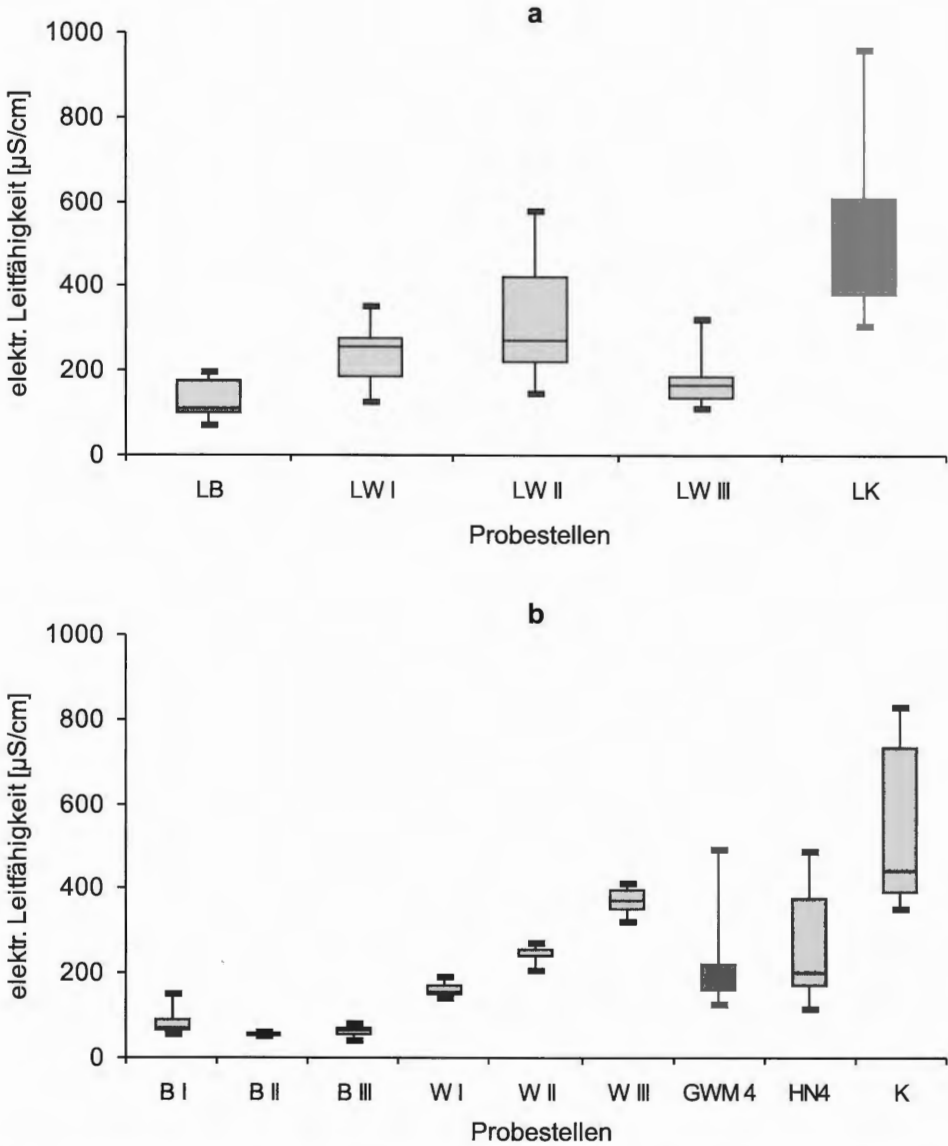 a
elektr. Leitfähigkeit [µS/cm]
1000
800
600
400
200
0
LB LW I LW II LW III LK
Probestellen
b
elektr. Leitfähigkeit [µS/cm]
1000
800
600
400
200
0
B I B II B III W I W II W III GWM 4 HN4 K
Probestellen